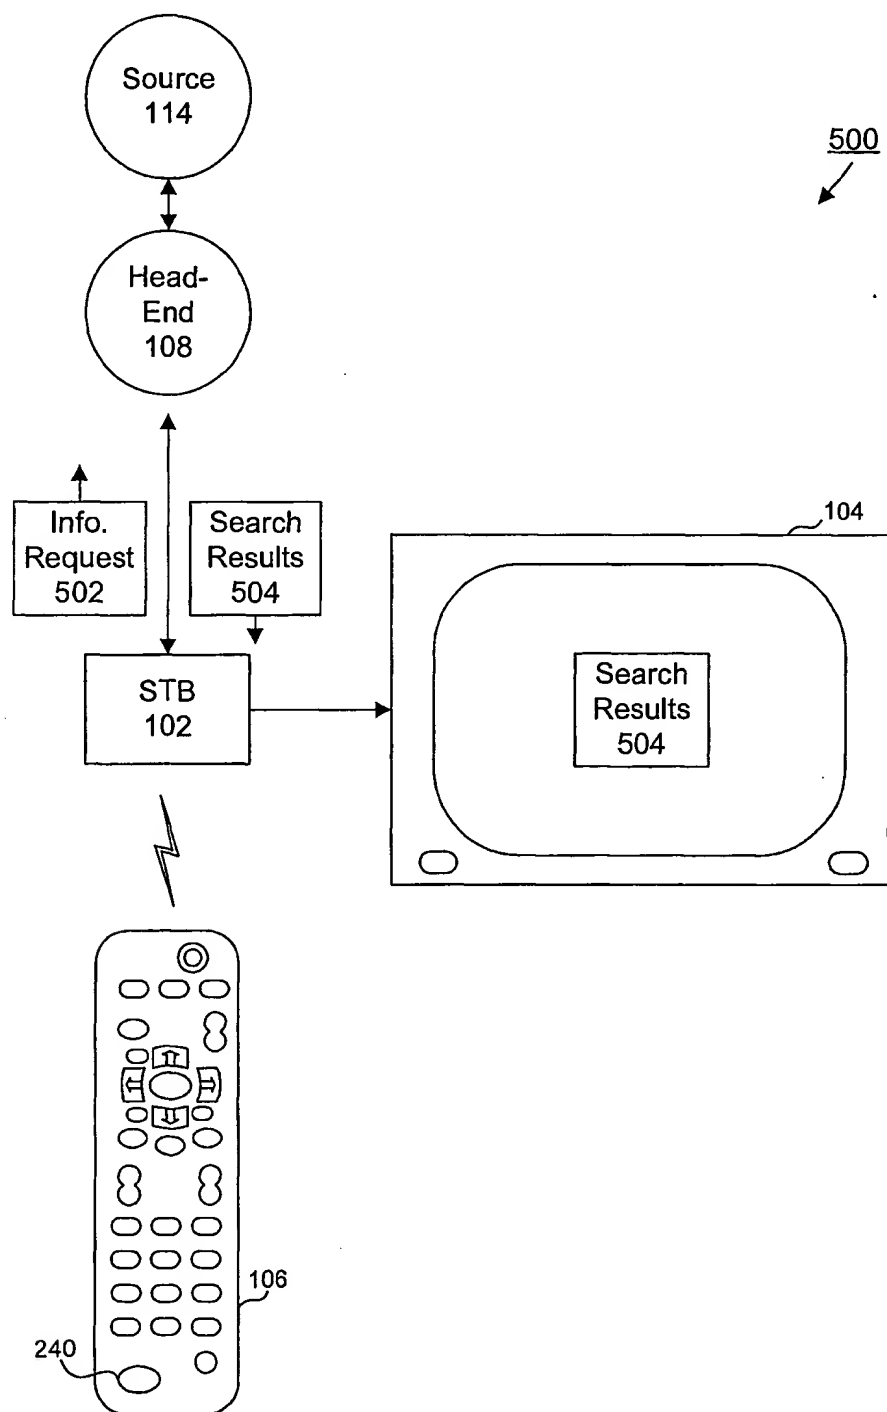 Source
114
500
Head-
End
108
Info.
Request
502
Search
Results
504
104
STB
102
Search
Results
504
106
240